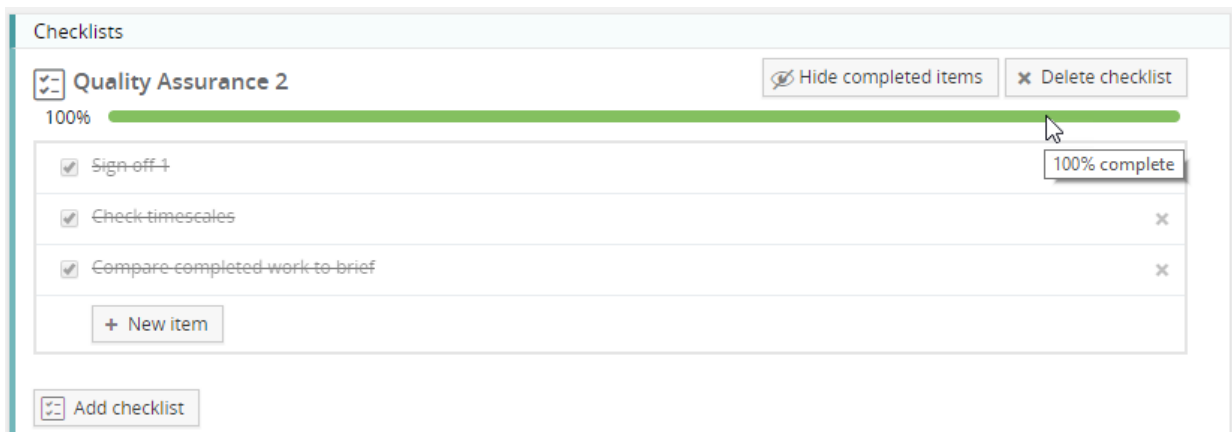 Checklists
Quality Assurance 2
Hide completed items
Delete checklist
100%
Sign off 1
100% complete
Check timescales
Compare completed work to brief
+ New item
Add checklist